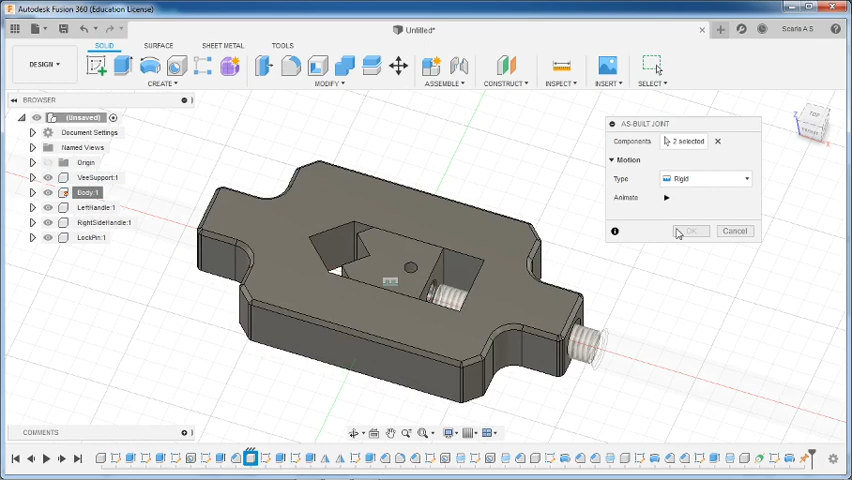 Autodesk Fusion 360 (Education License)
Untitled*
Scaria A S
SOLID SURFACE SHEET METAL TOOLS
DESIGN
CREATE MODIFY ASSEMBLE CONSTRUCT INSPECT INSERT SELECT
BROWSER
(Unsaved)
Document Settings
Named Views
Origin
VeeSupport:1
Body:1
LeftHandle:1
RightSideHandle:1
LockPin:1
TOP
Z
X
AS-BUILT JOINT
Components 2 selected
Motion
Type Rigid
Animate
OK Cancel
COMMENTS